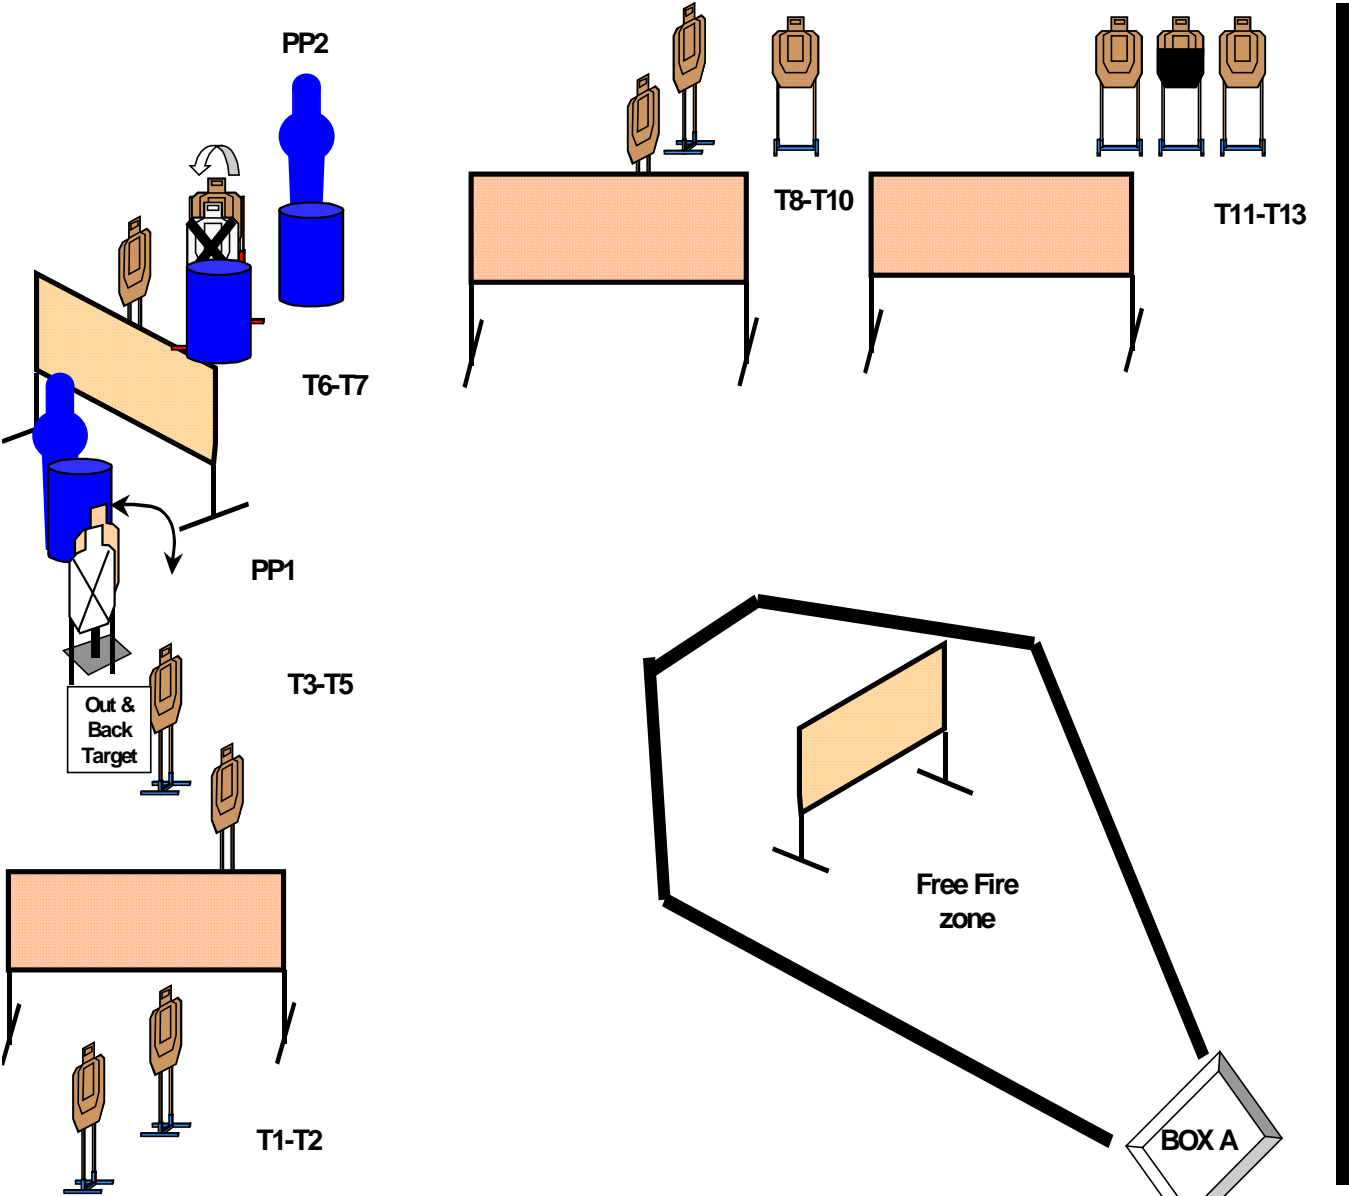 PP2
T8-T10
T11-T13
T6-T7
PP1
T3-T5
Out &
Back
Target
Free Fire
zone
T1-T2
BOX A